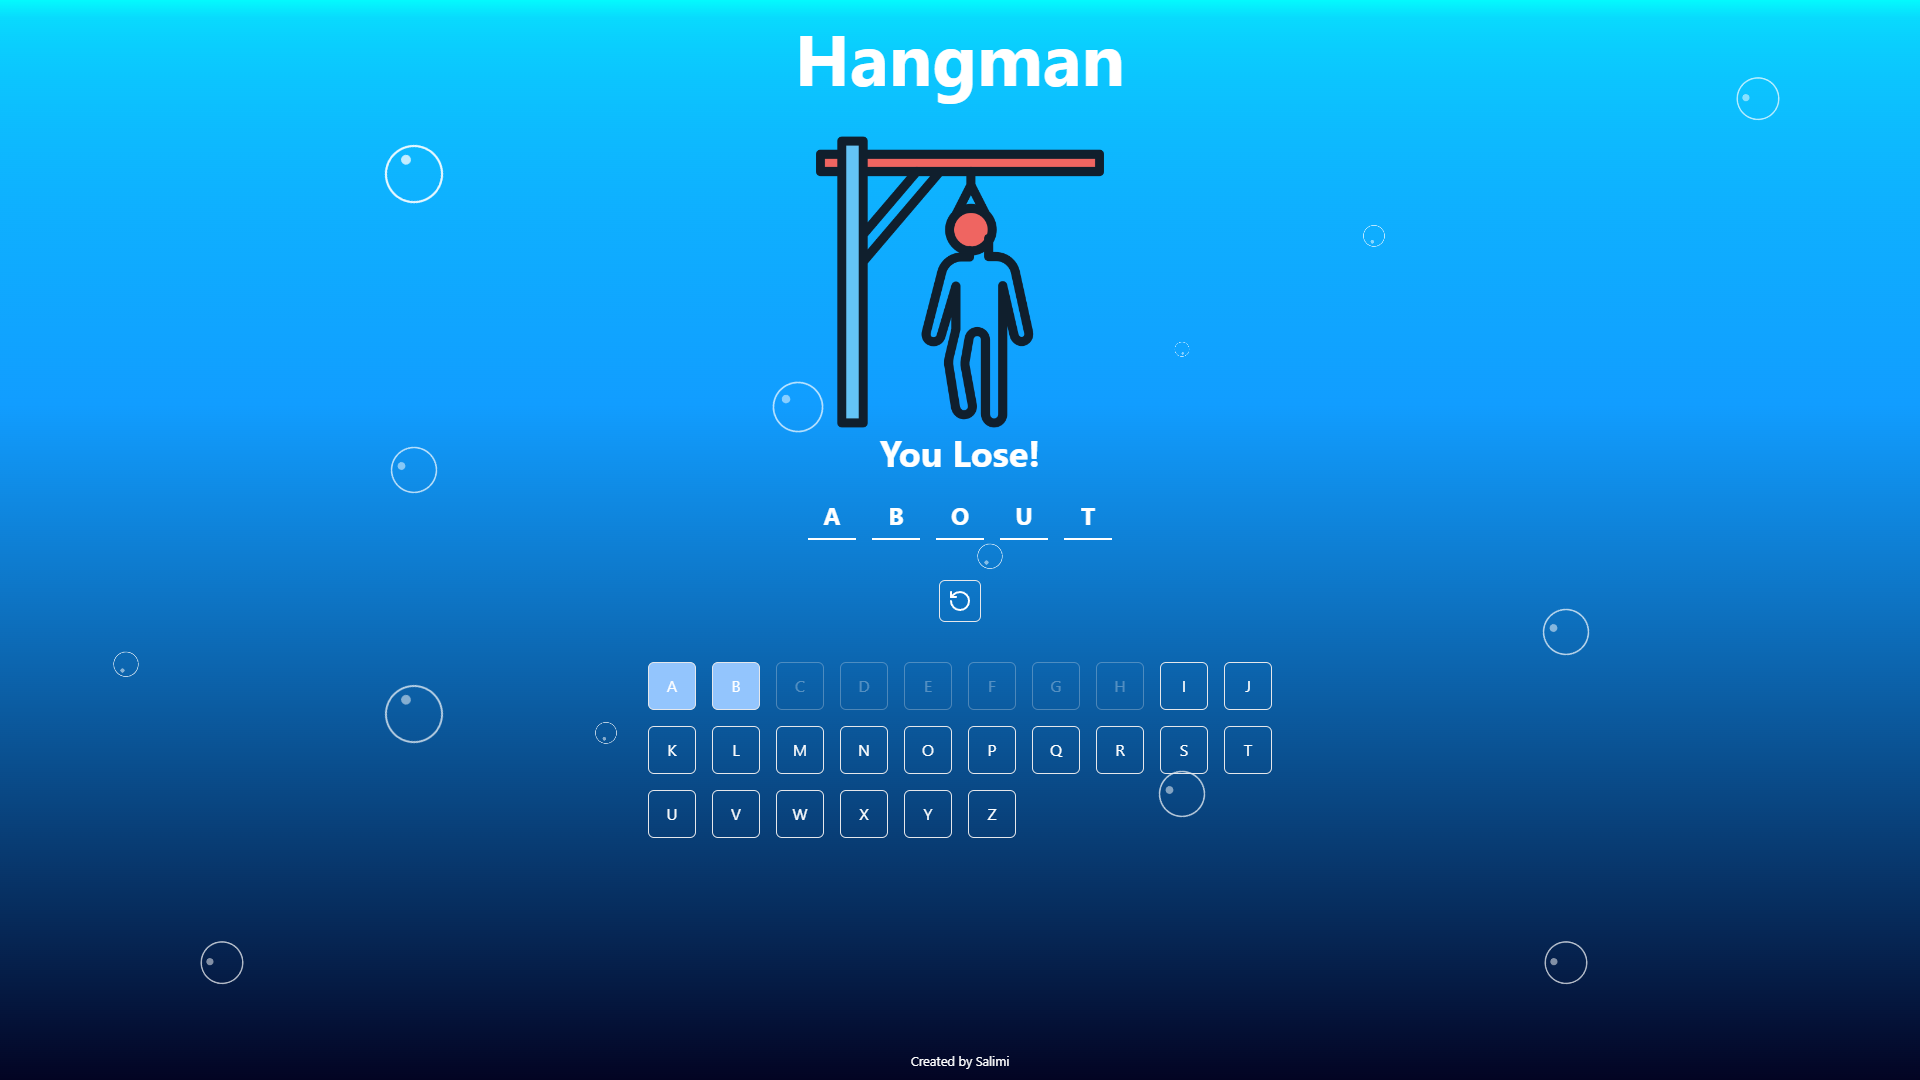 Hangman
You Lose!
A B O U T
A B C D E F G H I J
K L M N O P Q R S T
U V W X Y Z
Created by Salimi